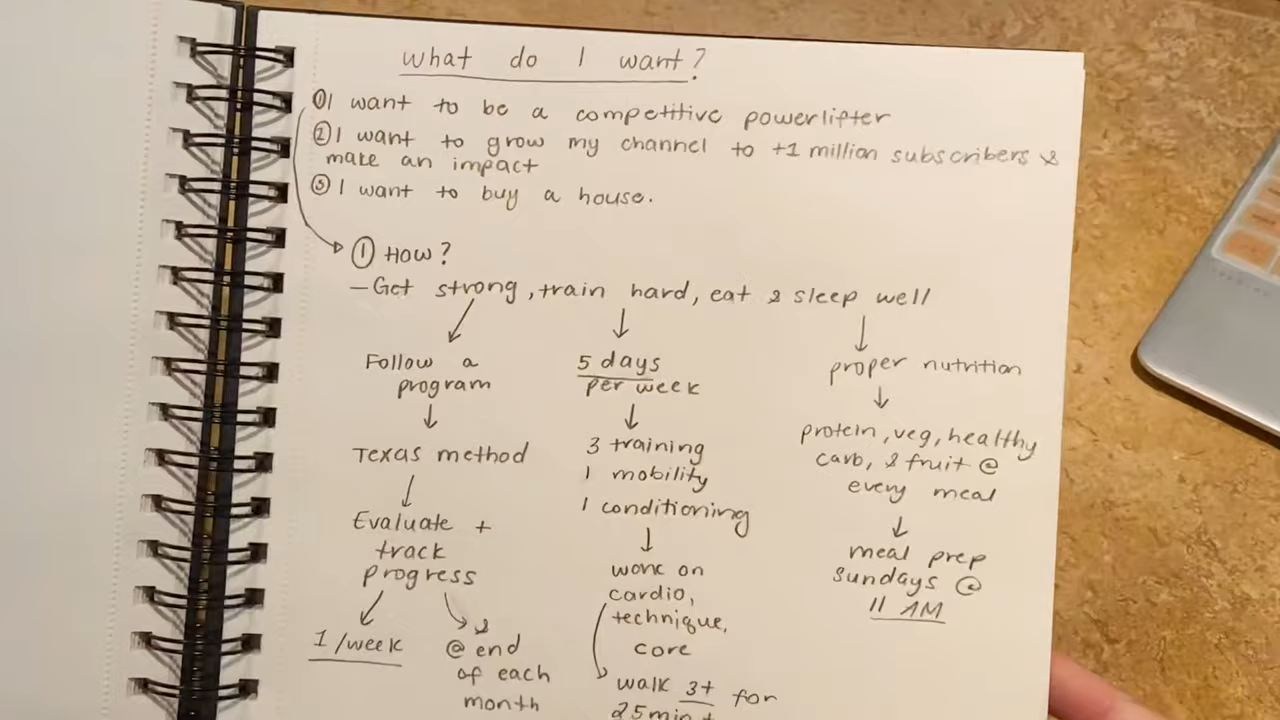 What do I want?
① I want to be a competitive powerlifter
② I want to grow my channel to +1 million subscribers &
make an impact
③ I want to buy a house.
① How?
- Get strong, train hard, eat & sleep well
Follow a
program
Texas method
Evaluate +
track
progress
1/week
&
@ end
of each
month
5 days
per week
3 training
1 mobility
1 conditioning
work on
cardio,
technique,
core
walk 3+ for
25min+
proper nutrition
protein, veg, healthy
carb, & fruit @
every meal
meal prep
Sundays @
11 AM